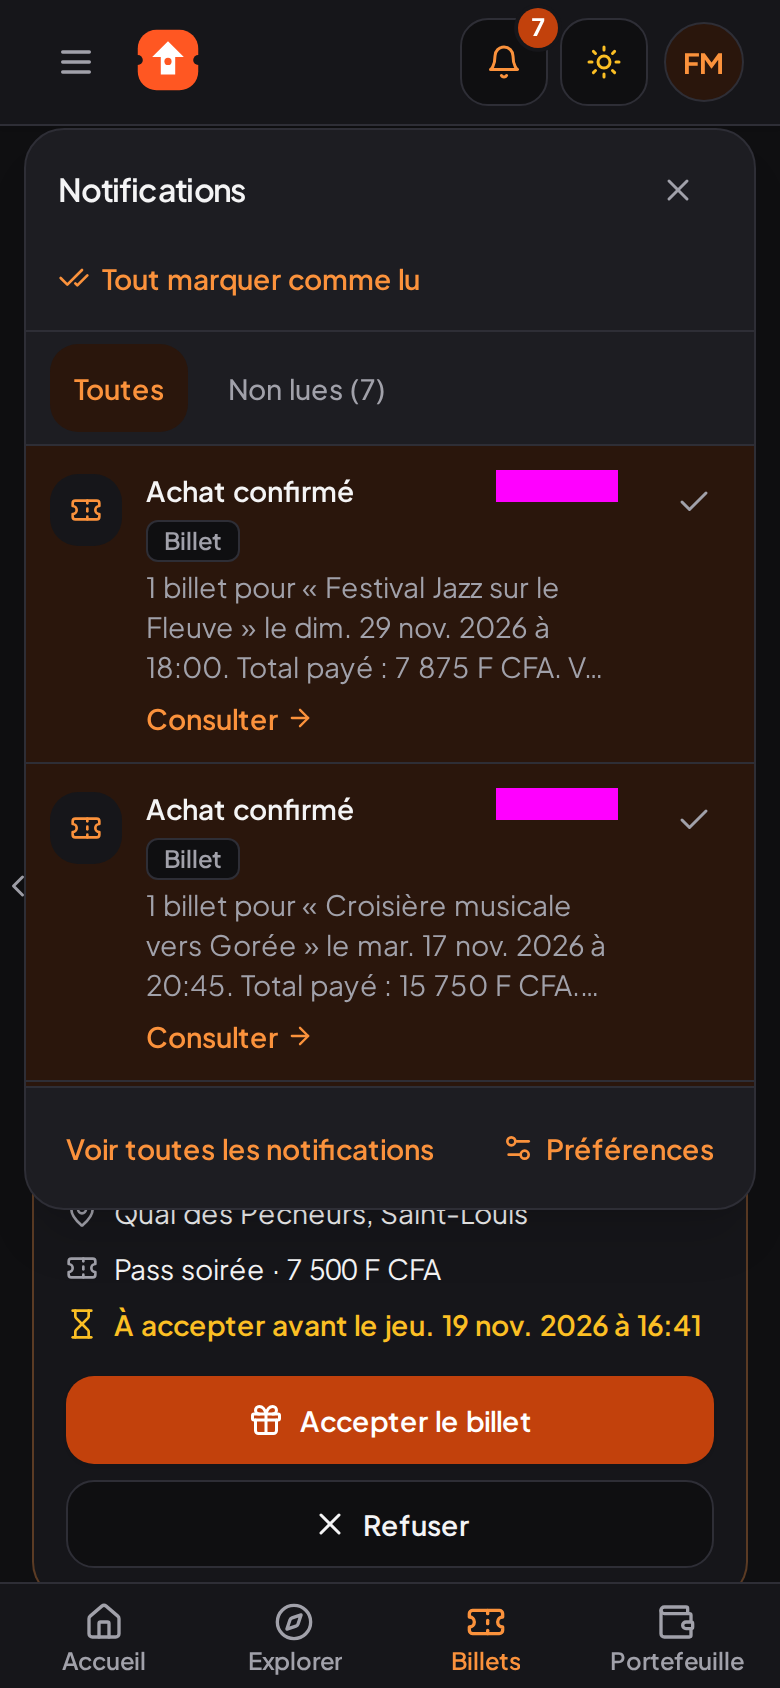 7
FM
Notifications
Tout marquer comme lu
Toutes
Non lues (7)
Achat confirmé
Billet
1 billet pour « Festival Jazz sur le
Fleuve » le dim. 29 nov. 2026 à
18:00. Total payé : 7 875 F CFA. V...
Consulter
Achat confirmé
Billet
1 billet pour « Croisière musicale
vers Gorée » le mar. 17 nov. 2026 à
20:45. Total payé : 15 750 F CFA....
Consulter
Voir toutes les notifications
Préférences
Quai des Pêcheurs, Saint-Louis
Pass soirée · 7 500 F CFA
À accepter avant le jeu. 19 nov. 2026 à 16:41
Accepter le billet
Refuser
Accueil
Explorer
Billets
Portefeuille